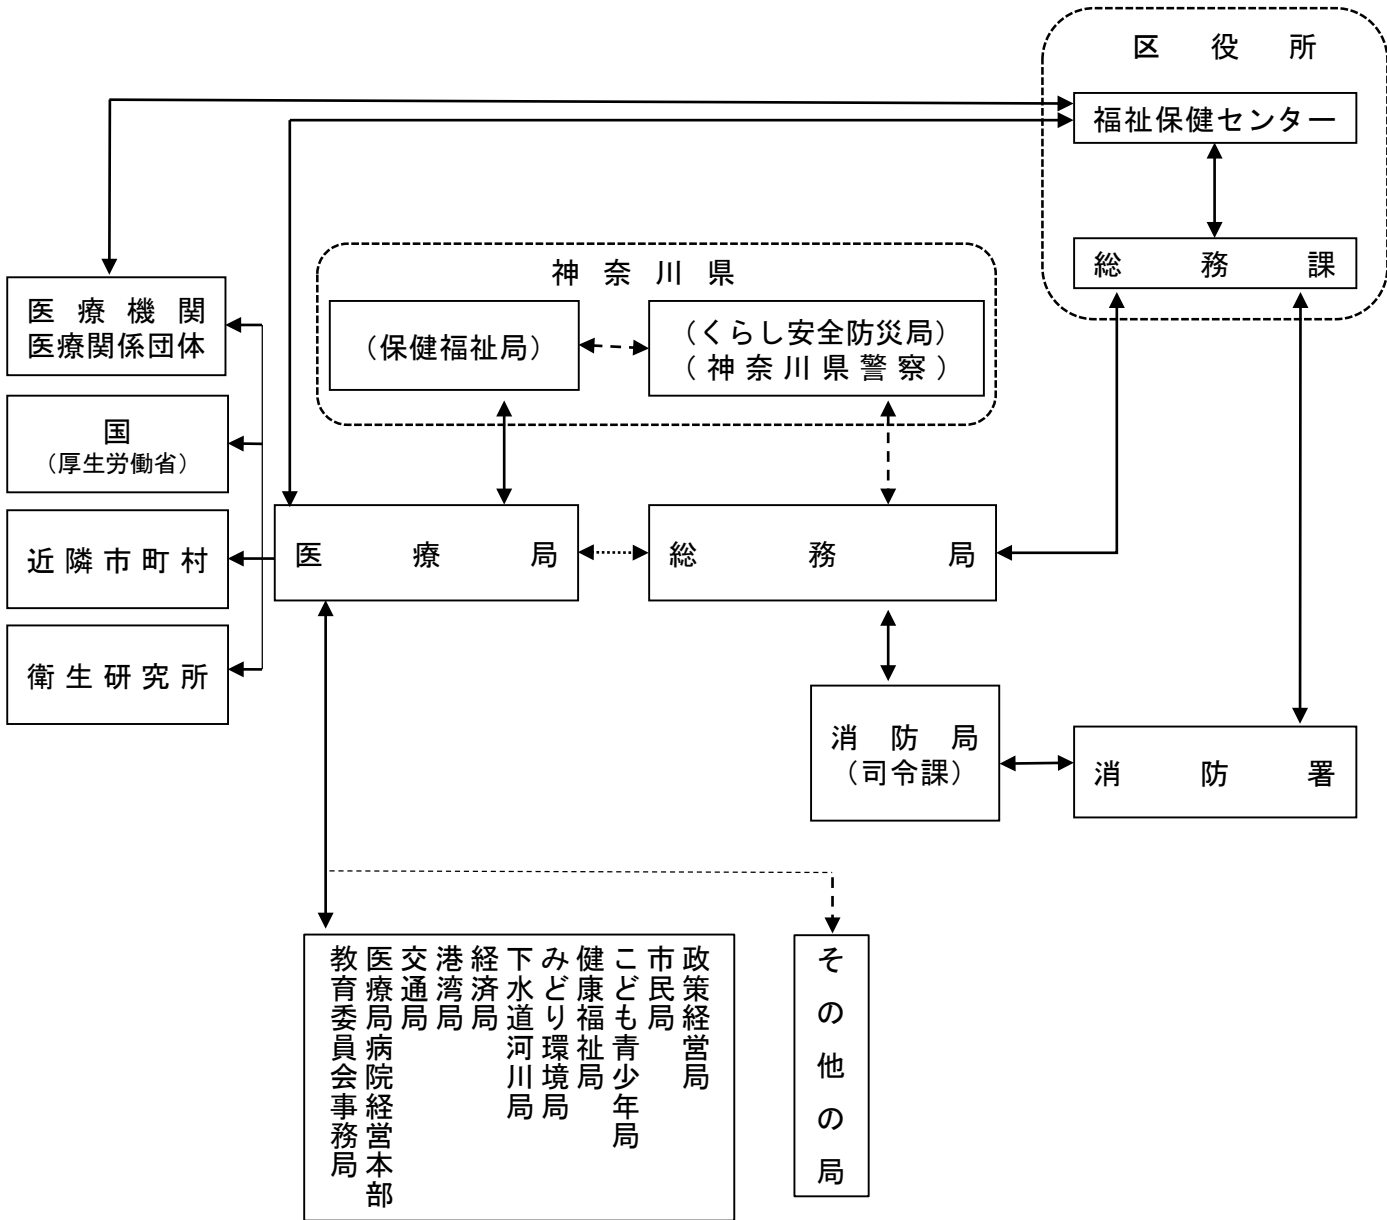 区役所
福祉保健センター
総務課
神奈川県
（保健福祉局）
（くらし安全防災局）
（神奈川県警察）
医療機関
医療関係団体
国
（厚生労働省）
近隣市町村
衛生研究所
医療局
総務局
消防局
（司令課）
消防署
政策経営局
市民局
こども青少年局
健康福祉局
みどり環境局
下水道河川局
経済局
港湾局
交通局
医療局病院経営本部
教育委員会事務局
その他の局